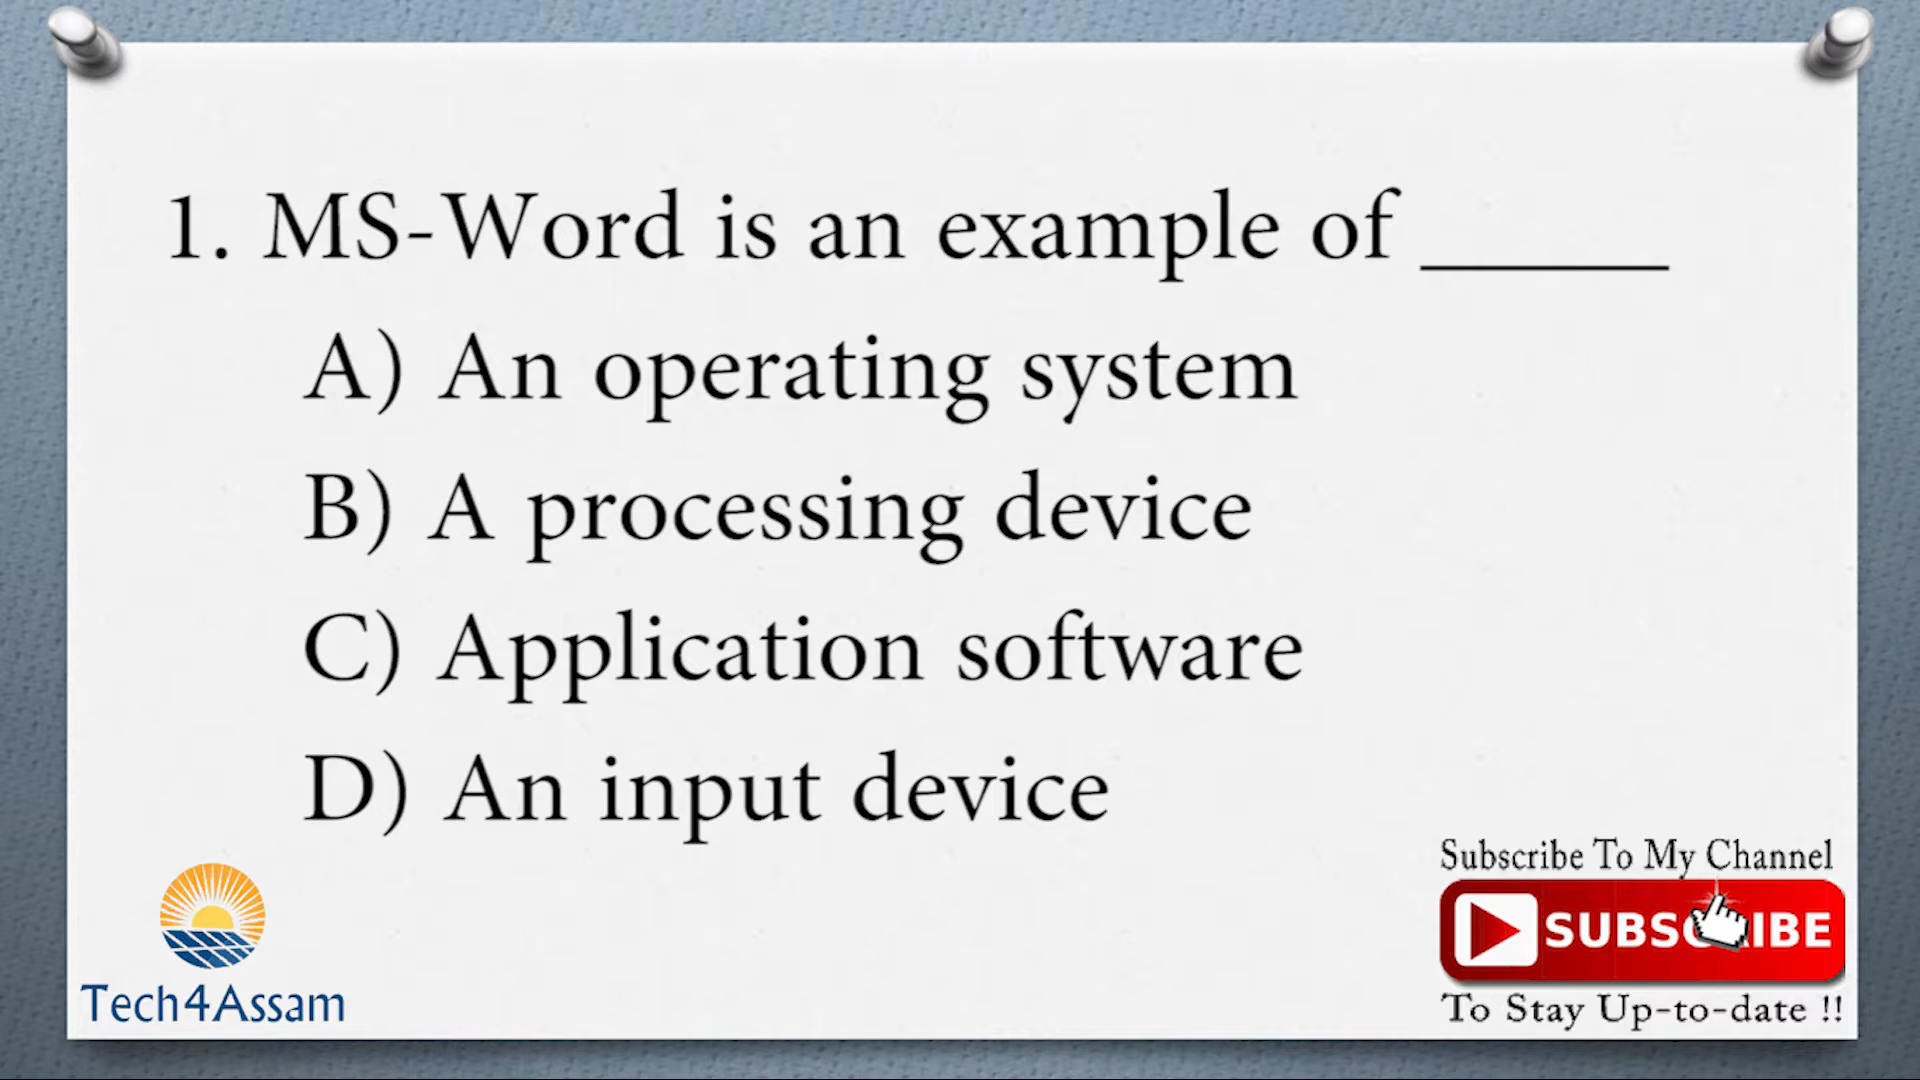 1. MS-Word is an example of ______
A) An operating system
B) A processing device
C) Application software
D) An input device
Tech4Assam
Subscribe To My Channel
SUBSCRIBE
To Stay Up-to-date !!